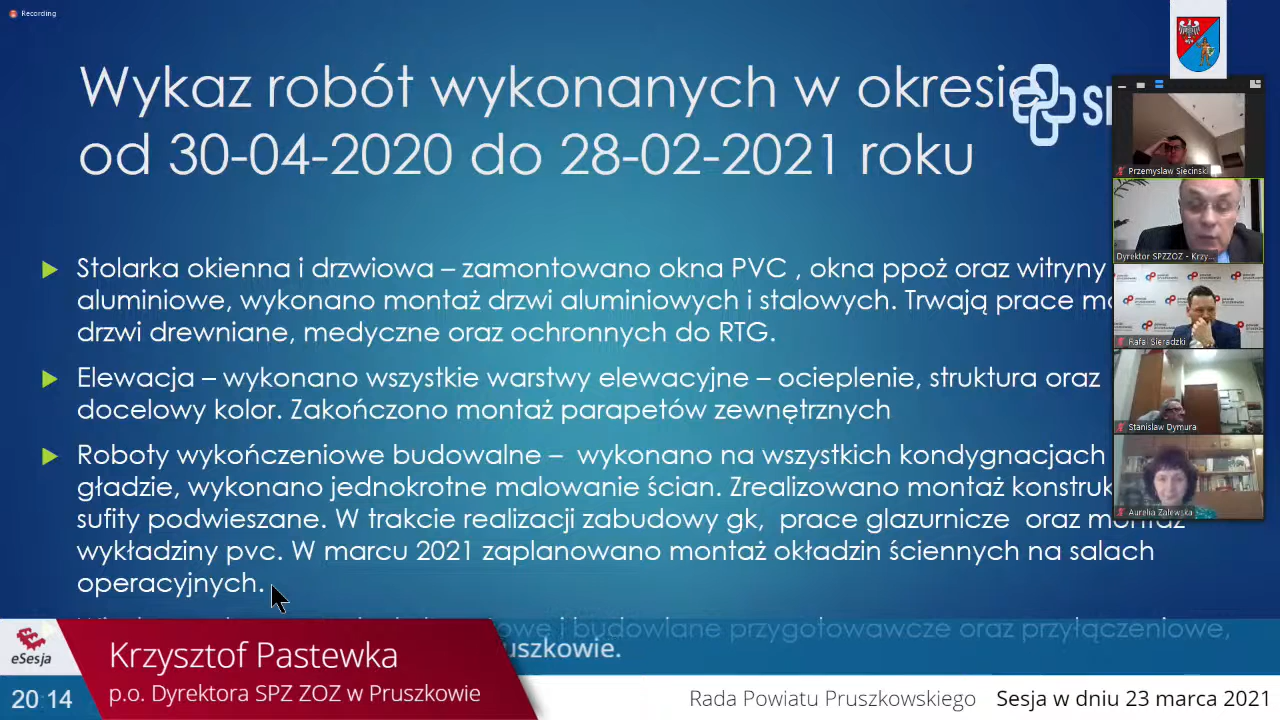 Recording
Wykaz robót wykonanych w okresie
od 30-04-2020 do 28-02-2021 roku
Stolarka okienna i drzwiowa – zamontowano okna PVC , okna ppoż oraz witryny
aluminiowe, wykonano montaż drzwi aluminiowych i stalowych. Trwają prace
drzwi drewniane, medyczne oraz ochronnych do RTG.
Elewacja – wykonano wszystkie warstwy elewacyjne – ocieplenie, struktura oraz
docelowy kolor. Zakończono montaż parapetów zewnętrznych
Roboty wykończeniowe budowalne – wykonano na wszystkich kondygnacjach
gładzie, wykonano jednokrotne malowanie ścian. Zrealizowano montaż
sufity podwieszane. W trakcie realizacji zabudowy gk, prace glazurnicze oraz montaż
wykładziny pvc. W marcu 2021 zaplanowano montaż okładzin ściennych na salach
operacyjnych.
i budowlane przygotowawcze oraz przyłączeniowe,
Przemysław Sieciński
Dyrektor SPZZOZ - Krzy...
Rafał Sieradzki
Stanisław Dymura
Aurelia Zalewska
eSesja
Krzysztof Pastewka
p.o. Dyrektora SPZ ZOZ w Pruszkowie
20 14
Rada Powiatu Pruszkowskiego Sesja w dniu 23 marca 2021